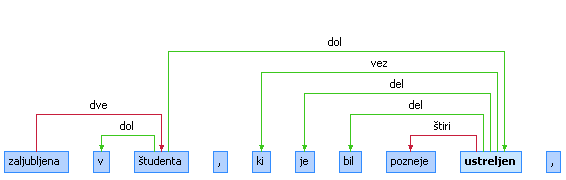 dol
vez
dve
del
dol
del
štiri
zaljubljena v študenta , ki je bil pozneje ustreljen ,